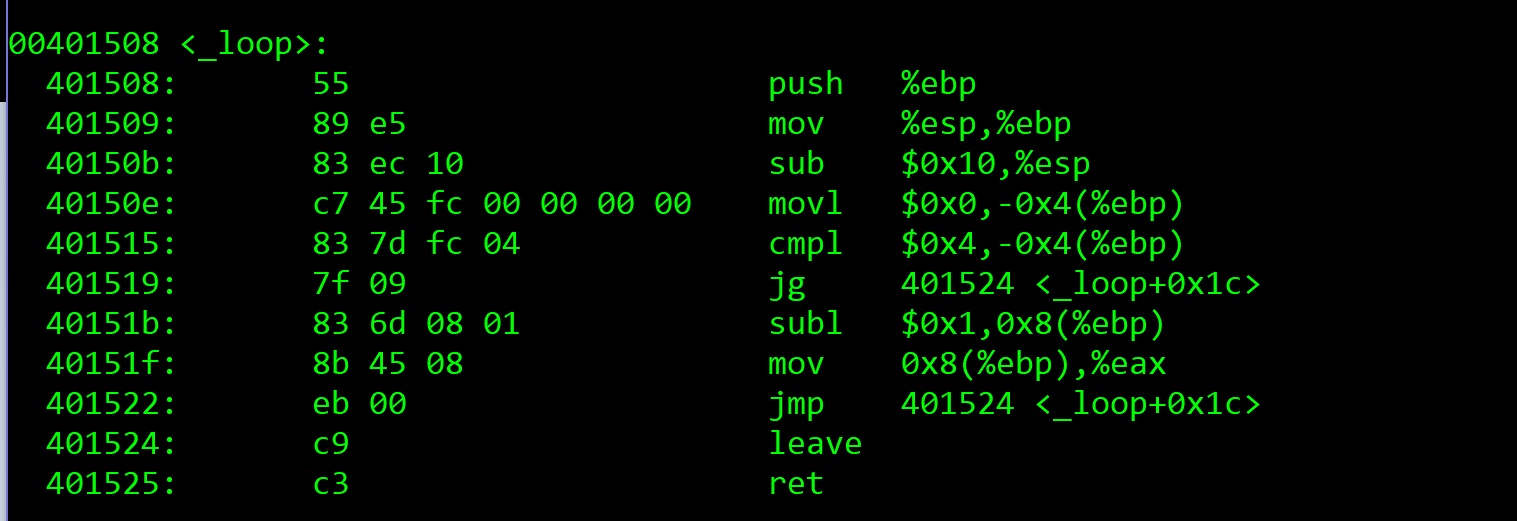 00401508 <_loop>:
  401508:	55	push   %ebp
  401509:	89 e5	mov    %esp,%ebp
  40150b:	83 ec 10	sub    $0x10,%esp
  40150e:	c7 45 fc 00 00 00 00	movl   $0x0,-0x4(%ebp)
  401515:	83 7d fc 04	cmpl   $0x4,-0x4(%ebp)
  401519:	7f 09	jg     401524 <_loop+0x1c>
  40151b:	83 6d 08 01	subl   $0x1,0x8(%ebp)
  40151f:	8b 45 08	mov    0x8(%ebp),%eax
  401522:	eb 00	jmp    401524 <_loop+0x1c>
  401524:	c9	leave
  401525:	c3	ret